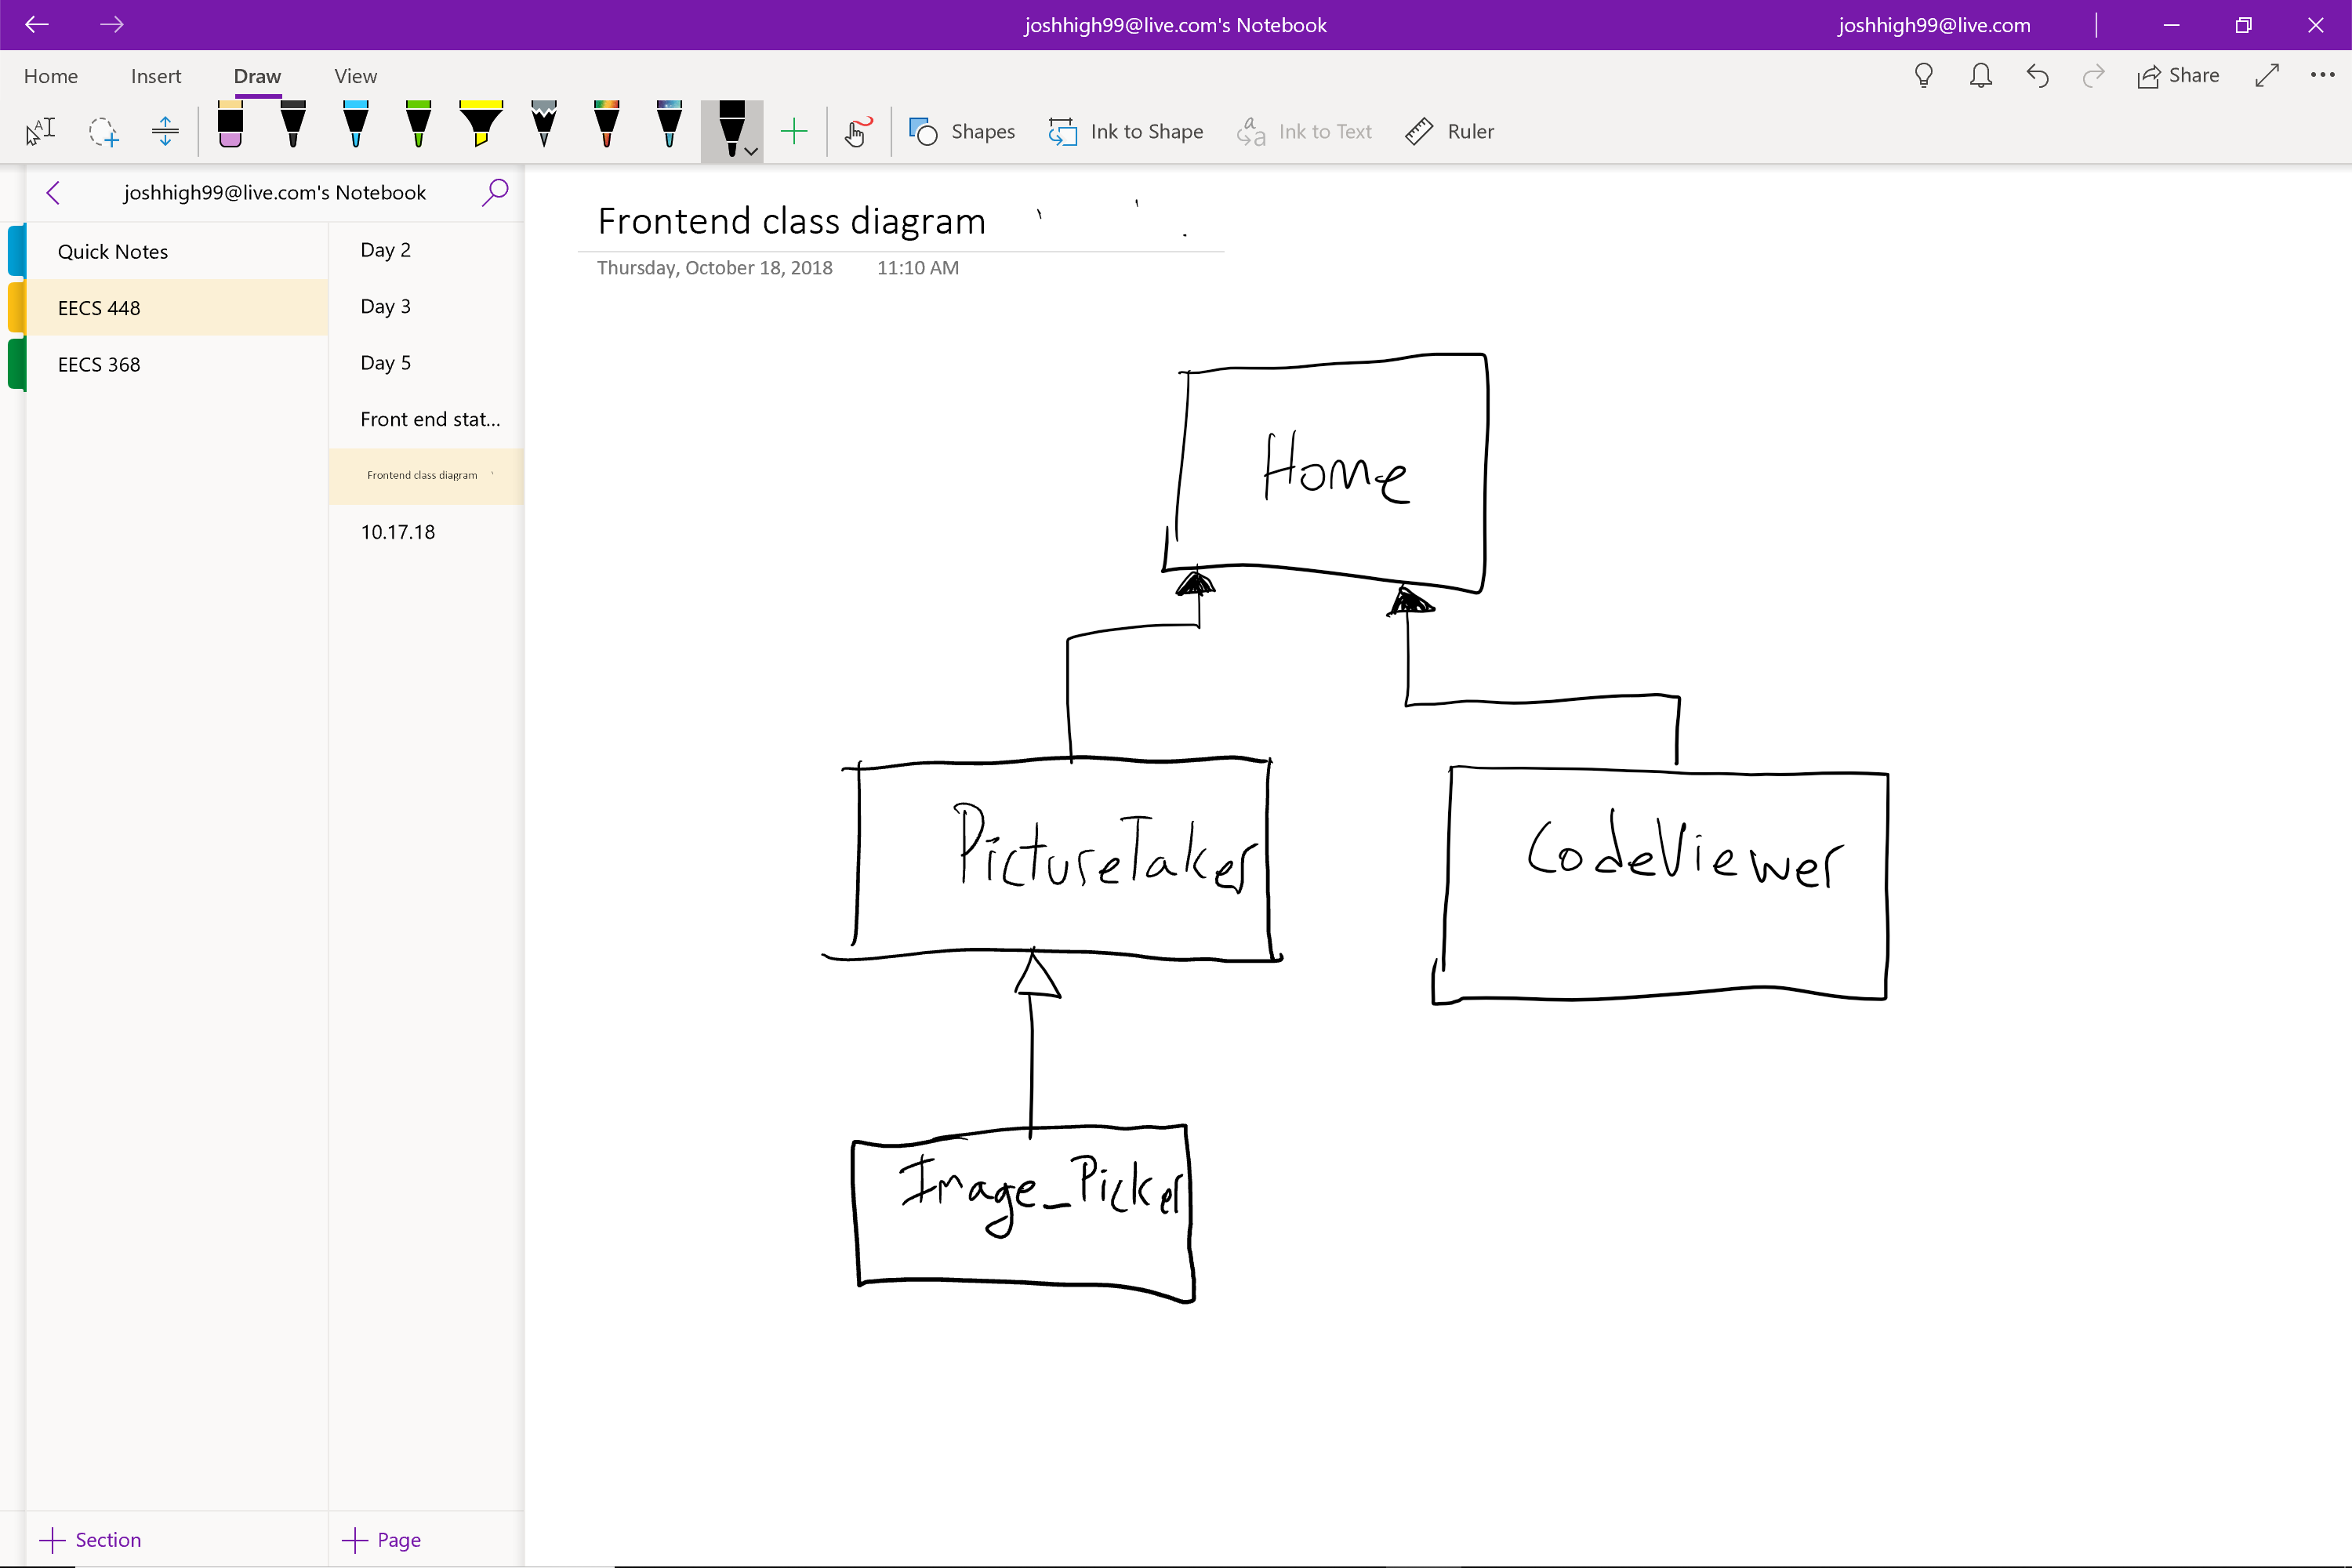 joshhigh99@live.com's Notebook
joshhigh99@live.com
Home Insert Draw View
Share
Shapes Ink to Shape Ink to Text Ruler
joshhigh99@live.com's Notebook
Quick Notes
EECS 448
EECS 368
Day 2
Day 3
Day 5
Front end stat...
Frontend class diagram
10.17.18
Frontend class diagram
Thursday, October 18, 2018 11:10 AM
Home
PictureTaker
CodeViewer
Image_Picker
Section
Page